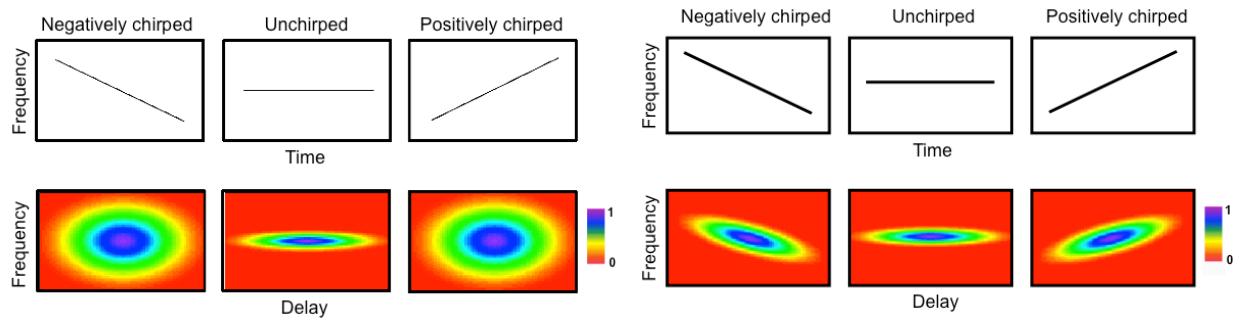 Negatively chirped Unchirped Positively chirped
Frequency
Time
Frequency
1
0
Delay
Negatively chirped Unchirped Positively chirped
Frequency
Time
Frequency
1
0
Delay